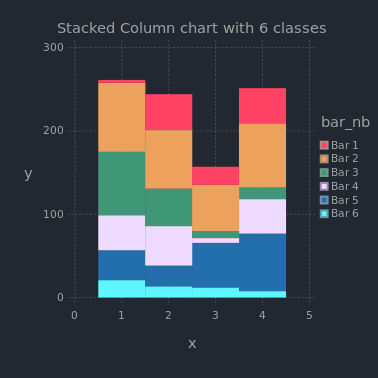 Stacked Column chart with 6 classes
300
200
100
0
y
0 1 2 3 4 5
x
bar_nb
Bar 1
Bar 2
Bar 3
Bar 4
Bar 5
Bar 6